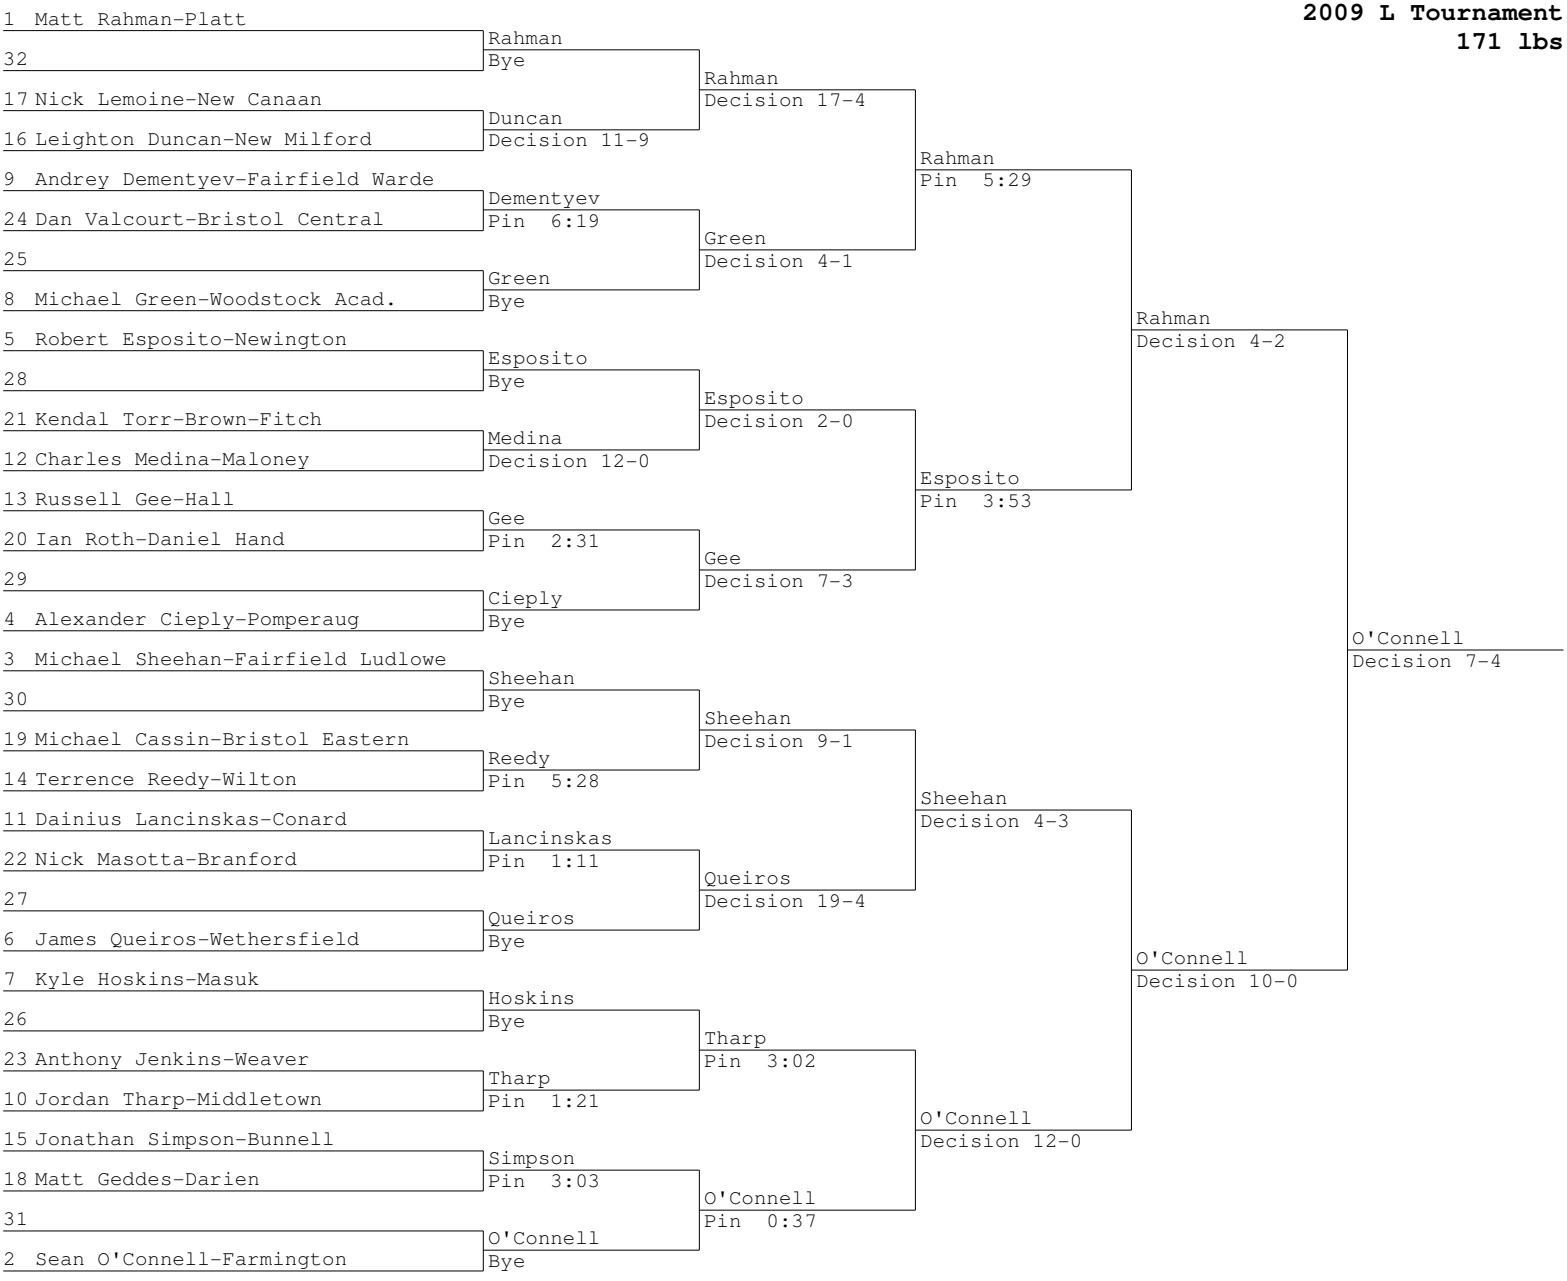 2009 L Tournament
171 lbs
1 Matt Rahman-Platt
Rahman
32
Bye
Rahman
17 Nick Lemoine-New Canaan
Decision 17-4
Duncan
16 Leighton Duncan-New Milford
Decision 11-9
Rahman
9 Andrey Dementyev-Fairfield Warde
Pin 5:29
Dementyev
24 Dan Valcourt-Bristol Central
Pin 6:19
Green
25
Decision 4-1
Green
8 Michael Green-Woodstock Acad.
Bye
Rahman
5 Robert Esposito-Newington
Decision 4-2
Esposito
28
Bye
Esposito
21 Kendal Torr-Brown-Fitch
Decision 2-0
Medina
12 Charles Medina-Maloney
Decision 12-0
Esposito
13 Russell Gee-Hall
Pin 3:53
Gee
20 Ian Roth-Daniel Hand
Pin 2:31
Gee
29
Decision 7-3
Cieply
4 Alexander Cieply-Pomperaug
Bye
O'Connell
3 Michael Sheehan-Fairfield Ludlowe
Decision 7-4
Sheehan
30
Bye
Sheehan
19 Michael Cassin-Bristol Eastern
Decision 9-1
Reedy
14 Terrence Reedy-Wilton
Pin 5:28
Sheehan
11 Dainius Lancinskas-Conard
Decision 4-3
Lancinskas
22 Nick Masotta-Branford
Pin 1:11
Queiros
27
Decision 19-4
Queiros
6 James Queiros-Wethersfield
Bye
O'Connell
7 Kyle Hoskins-Masuk
Decision 10-0
Hoskins
26
Bye
Tharp
23 Anthony Jenkins-Weaver
Pin 3:02
Tharp
10 Jordan Tharp-Middletown
Pin 1:21
O'Connell
15 Jonathan Simpson-Bunnell
Decision 12-0
Simpson
18 Matt Geddes-Darien
Pin 3:03
O'Connell
31
Pin 0:37
O'Connell
2 Sean O'Connell-Farmington
Bye